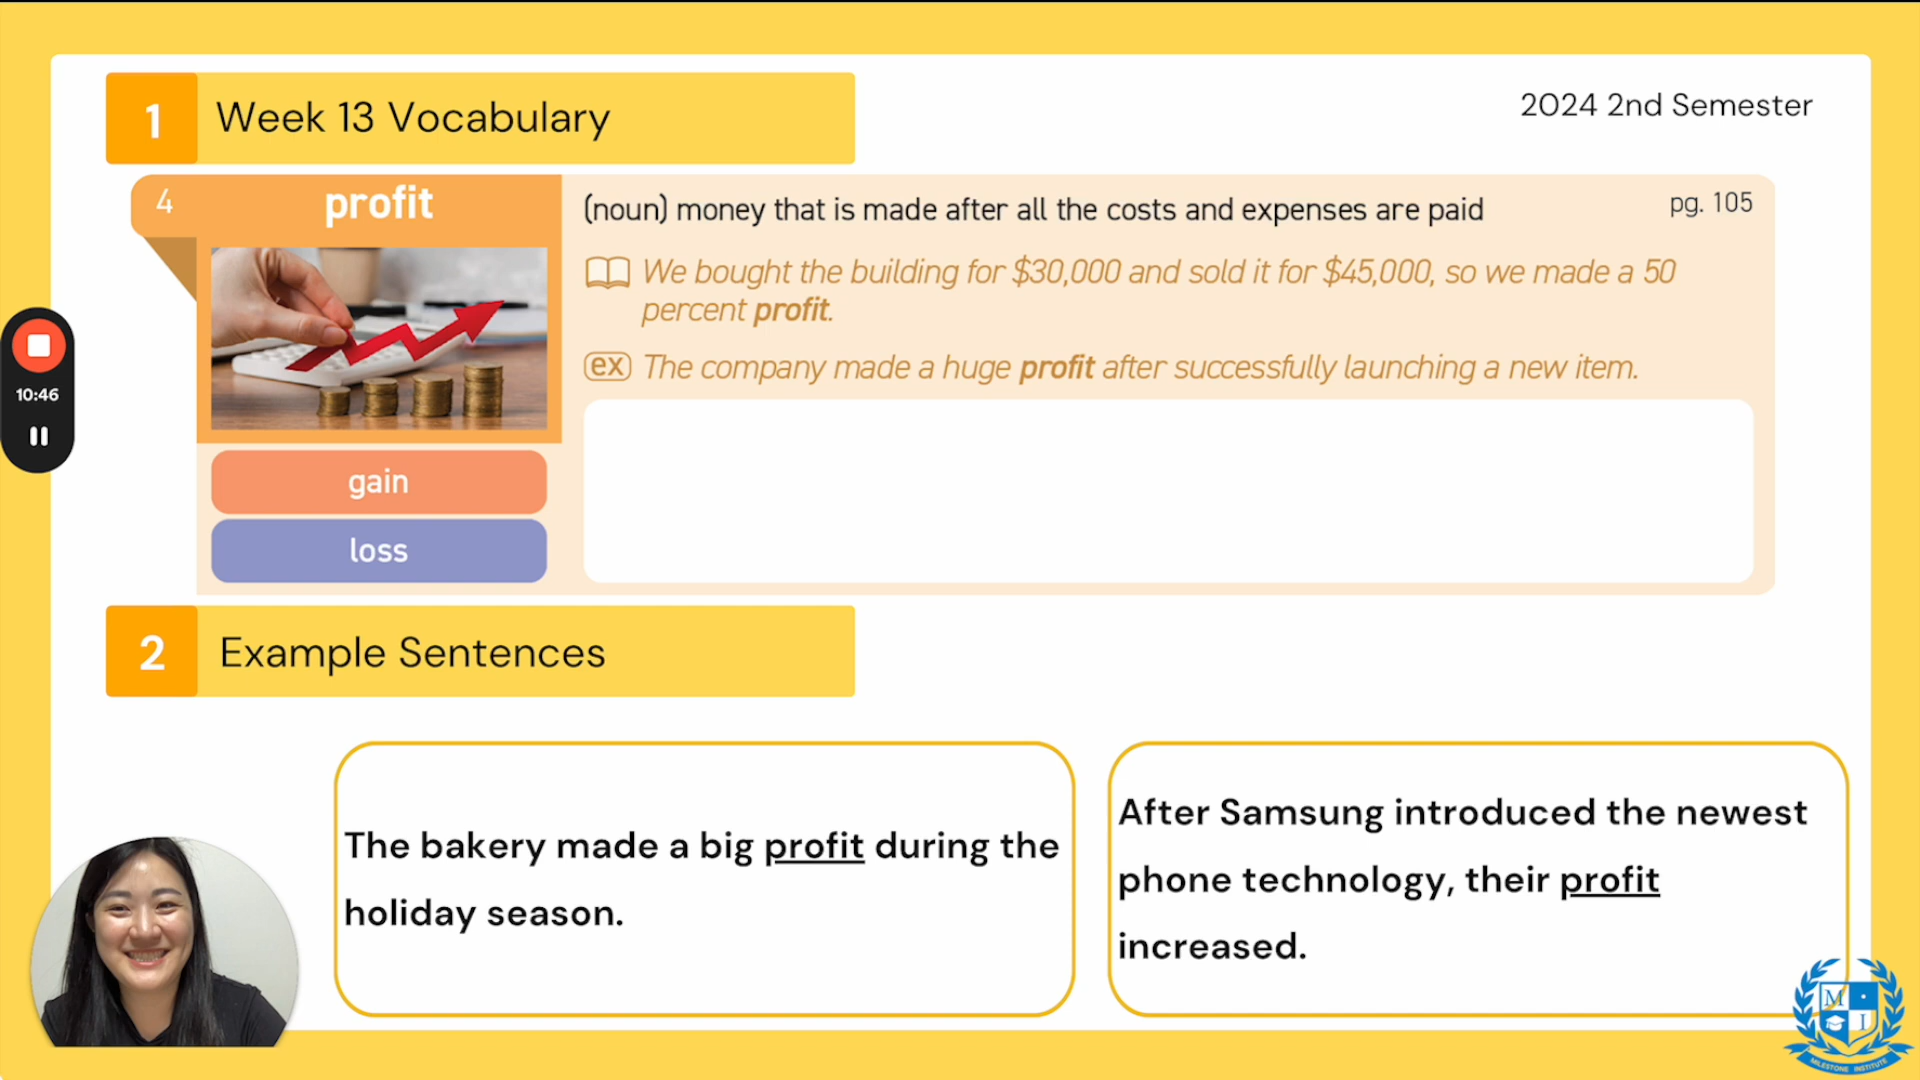 1 Week 13 Vocabulary
2024 2nd Semester
4 profit
(noun) money that is made after all the costs and expenses are paid
pg. 105
We bought the building for $30,000 and sold it for $45,000, so we made a 50
percent profit.
ex The company made a huge profit after successfully launching a new item.
10:46
gain
loss
2 Example Sentences
The bakery made a big profit during the
holiday season.
After Samsung introduced the newest
phone technology, their profit
increased.
M
I
MILESTONE INSTITUTE